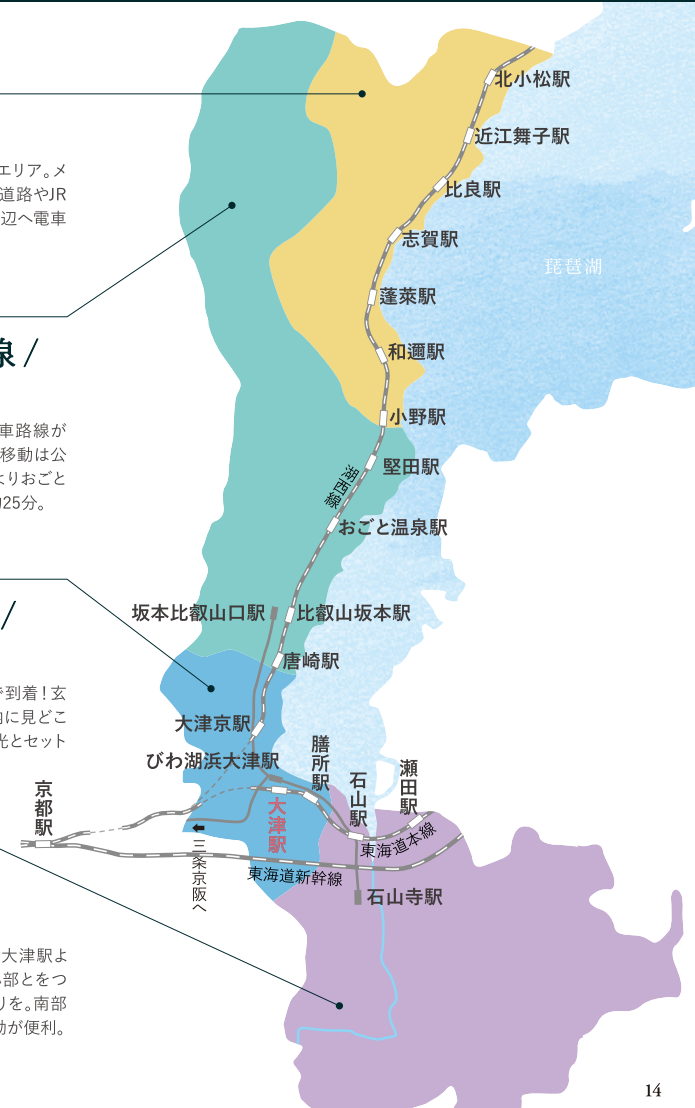 エリア。メ
道路やJR
辺へ電車
線 /
車路線が
移動は公
よりおごと
約25分。
/
で到着！玄
内に見どこ
光とセット
大津駅よ
部とをつ
りを。南部
動が便利。
北小松駅
近江舞子駅
比良駅
志賀駅
琵琶湖
蓬萊駅
和邇駅
小野駅
堅田駅
湖西線
おごと温泉駅
坂本比叡山口駅
比叡山坂本駅
唐崎駅
大津京駅
びわ湖浜大津駅
膳所駅
石山駅
瀬田駅
京都駅
大津駅
東海道本線
三条京阪へ
東海道新幹線
石山寺駅
14